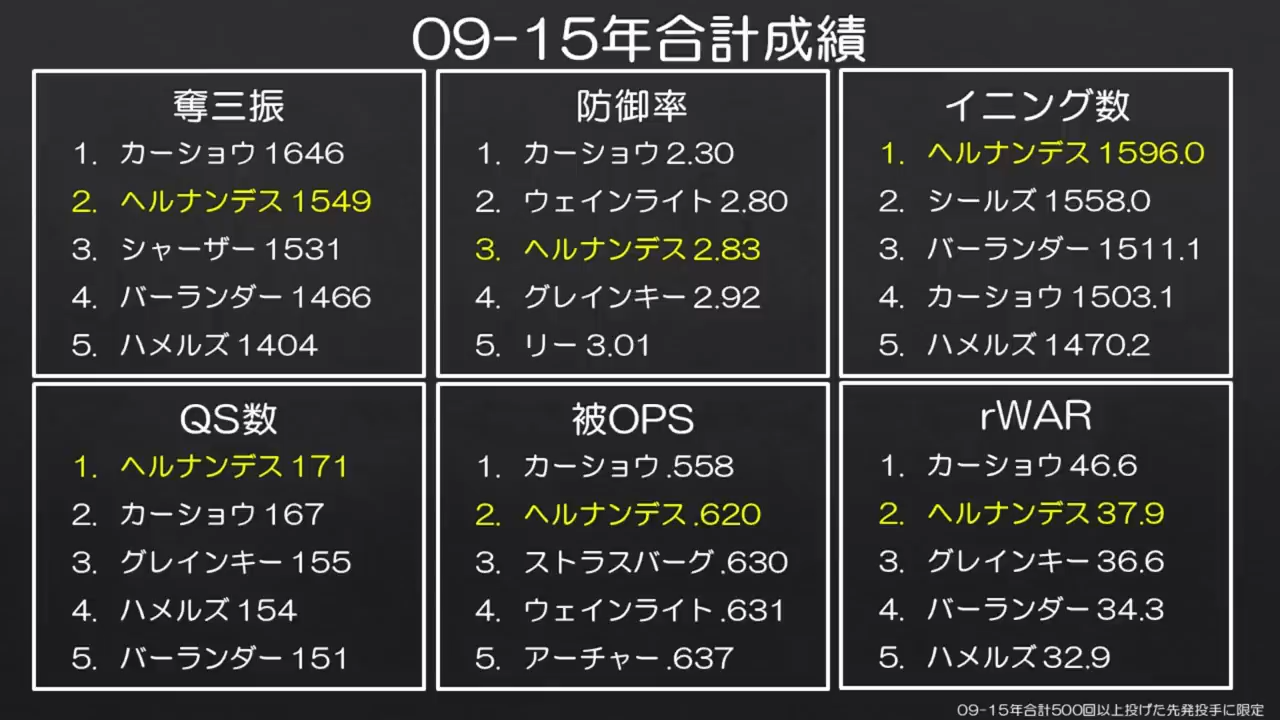 09-15年合計成績
奪三振
1. カーショウ 1646
2. ヘルナンデス 1549
3. シャーザー 1531
4. バーランダー 1466
5. ハメルズ 1404
防御率
1. カーショウ 2.30
2. ウェインライト 2.80
3. ヘルナンデス 2.83
4. グレインキー 2.92
5. リー 3.01
イニング数
1. ヘルナンデス 1596.0
2. シールズ 1558.0
3. バーランダー 1511.1
4. カーショウ 1503.1
5. ハメルズ 1470.2
QS数
1. ヘルナンデス 171
2. カーショウ 167
3. グレインキー 155
4. ハメルズ 154
5. バーランダー 151
被OPS
1. カーショウ .558
2. ヘルナンデス .620
3. ストラスバーグ .630
4. ウェインライト .631
5. アーチャー .637
rWAR
1. カーショウ 46.6
2. ヘルナンデス 37.9
3. グレインキー 36.6
4. バーランダー 34.3
5. ハメルズ 32.9
09-15年合計500回以上投げた先発投手に限定